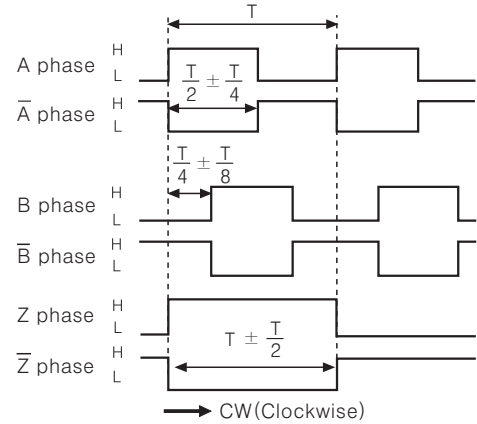 T
A phase H
L
T/2 ± T/4
A̅ phase H
L
T/4 ± T/8
B phase H
L
B̅ phase H
L
Z phase H
L
T ± T/2
Z̅ phase H
L
CW(Clockwise)